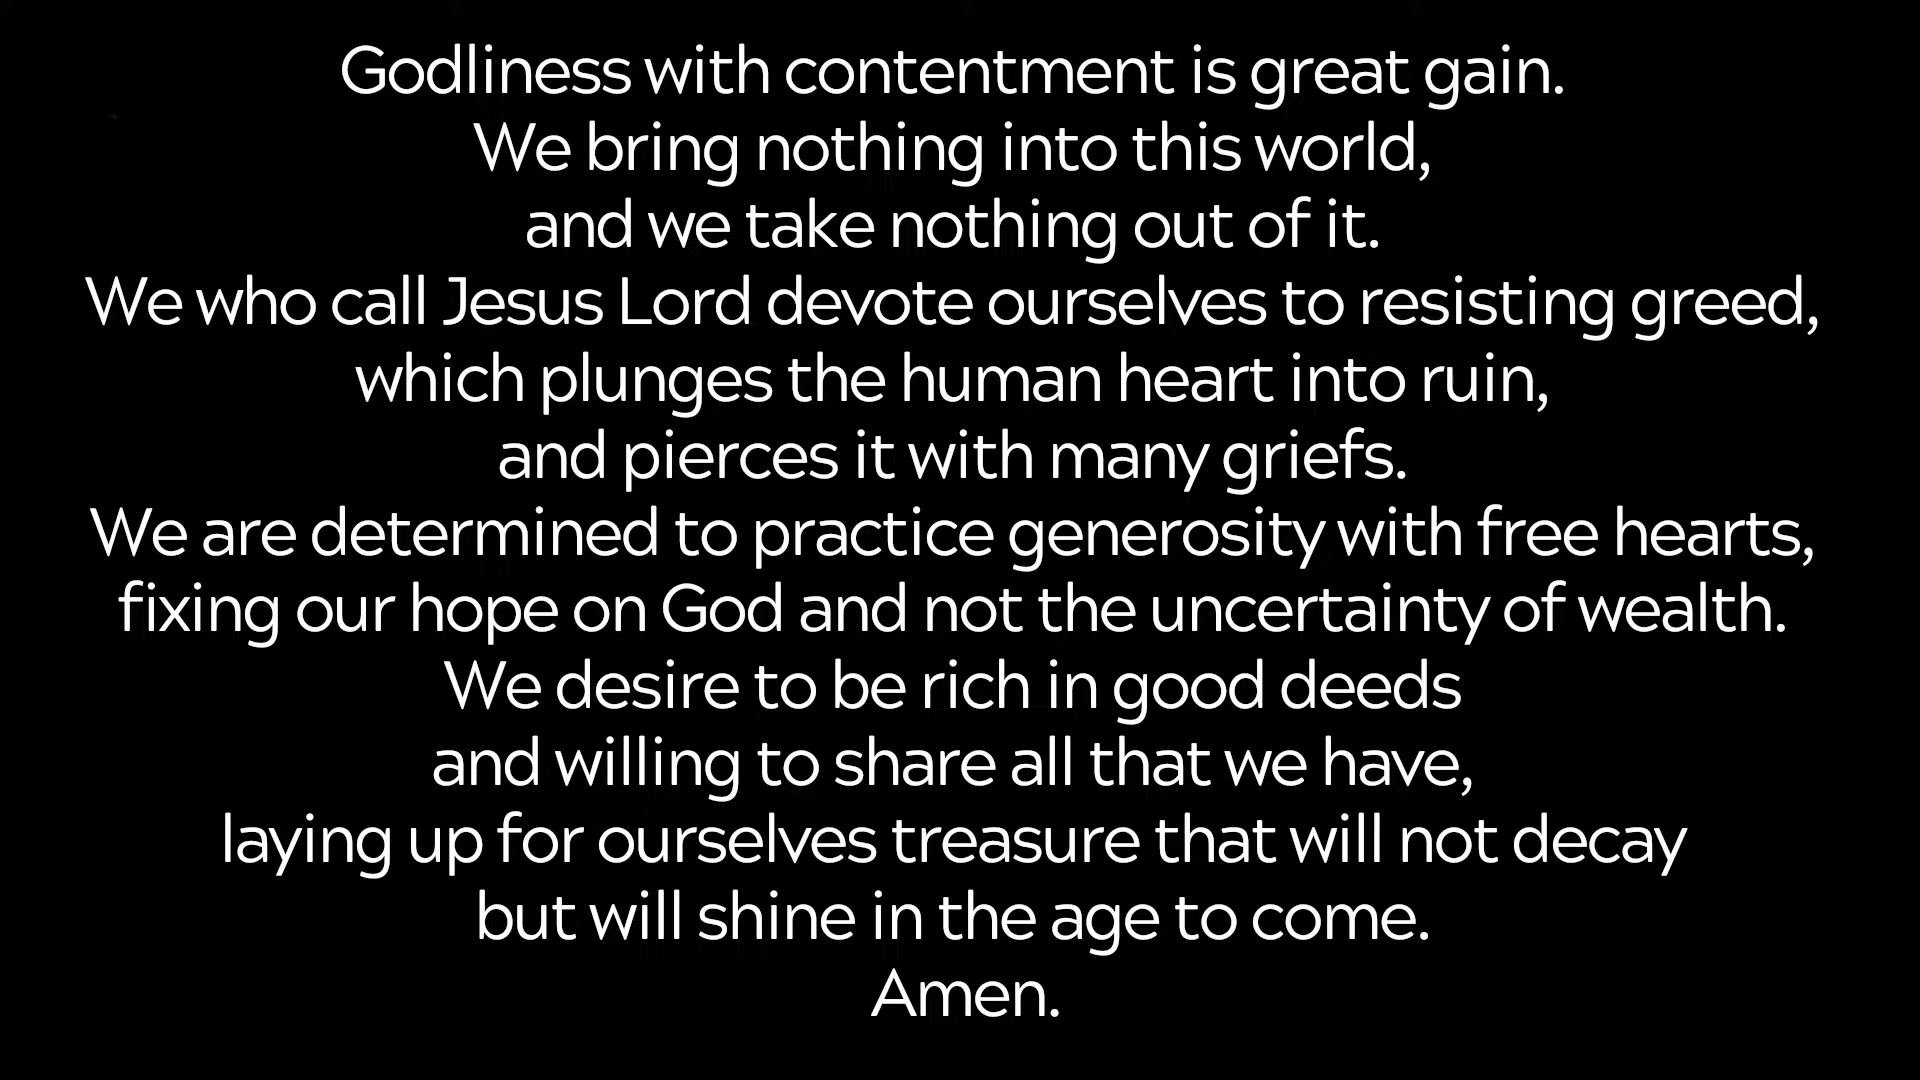 Godliness with contentment is great gain.
We bring nothing into this world,
and we take nothing out of it.
We who call Jesus Lord devote ourselves to resisting greed,
which plunges the human heart into ruin,
and pierces it with many griefs.
We are determined to practice generosity with free hearts,
fixing our hope on God and not the uncertainty of wealth.
We desire to be rich in good deeds
and willing to share all that we have,
laying up for ourselves treasure that will not decay
but will shine in the age to come.
Amen.